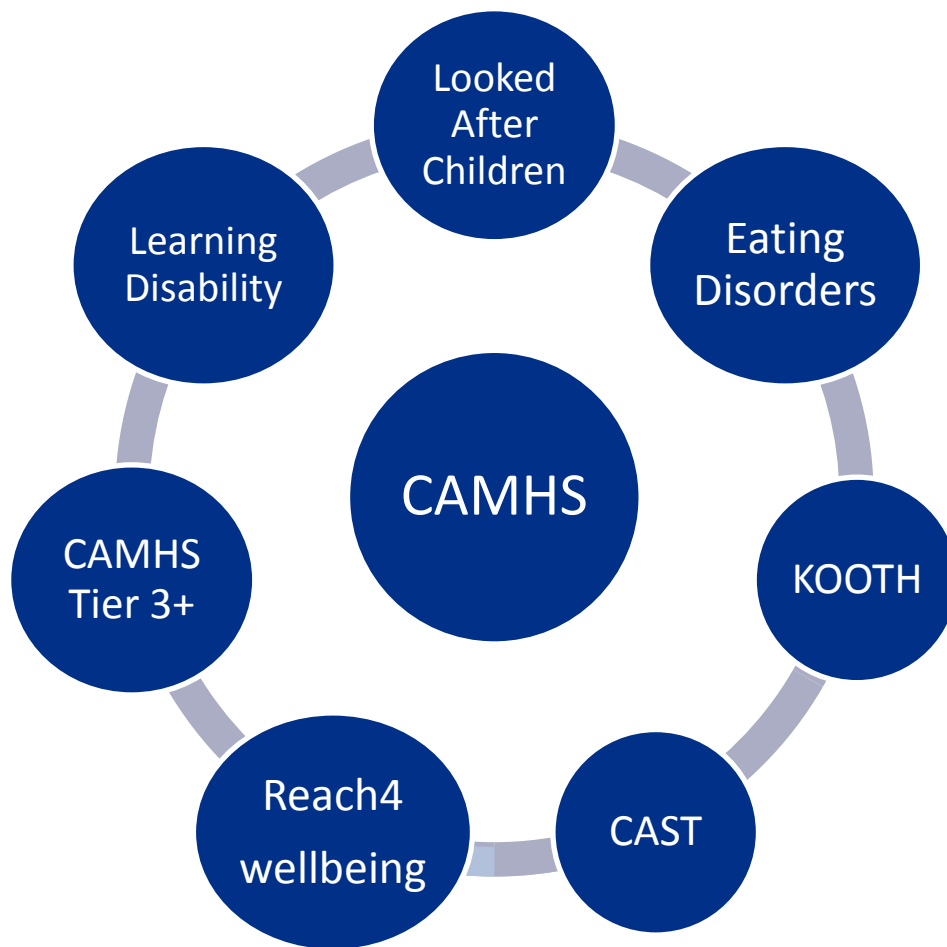 Looked
After
Children
Eating
Disorders
KOOTH
CAST
Reach4
wellbeing
CAMHS
Tier 3+
Learning
Disability
CAMHS